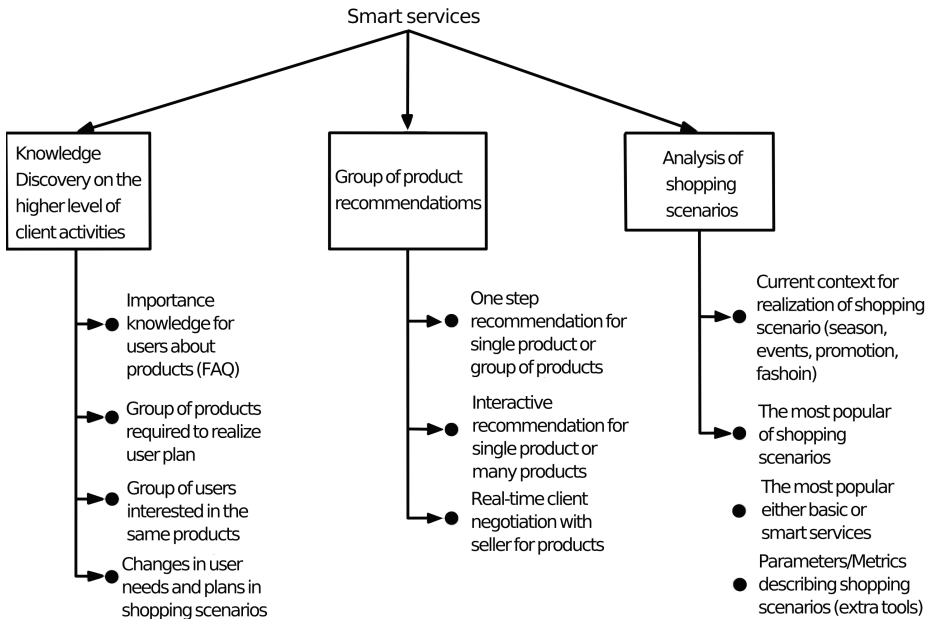 Smart services
Knowledge
Discovery on the
higher level of
client activities
Importance
knowledge for
users about
products (FAQ)
Group of products
required to realize
user plan
Group of users
interested in the
same products
Changes in user
needs and plans in
shopping scenarios
Group of product
recommendatioms
One step
recommendation for
single product or
group of products
Interactive
recommendation for
single product or
many products
Real-time client
negotiation with
seller for products
Analysis of
shopping
scenarios
Current context for
realization of shopping
scenario (season,
events, promotion,
fashoin)
The most popular
of shopping
scenarios
The most popular
either basic or
smart services
Parameters/Metrics
describing shopping
scenarios (extra tools)